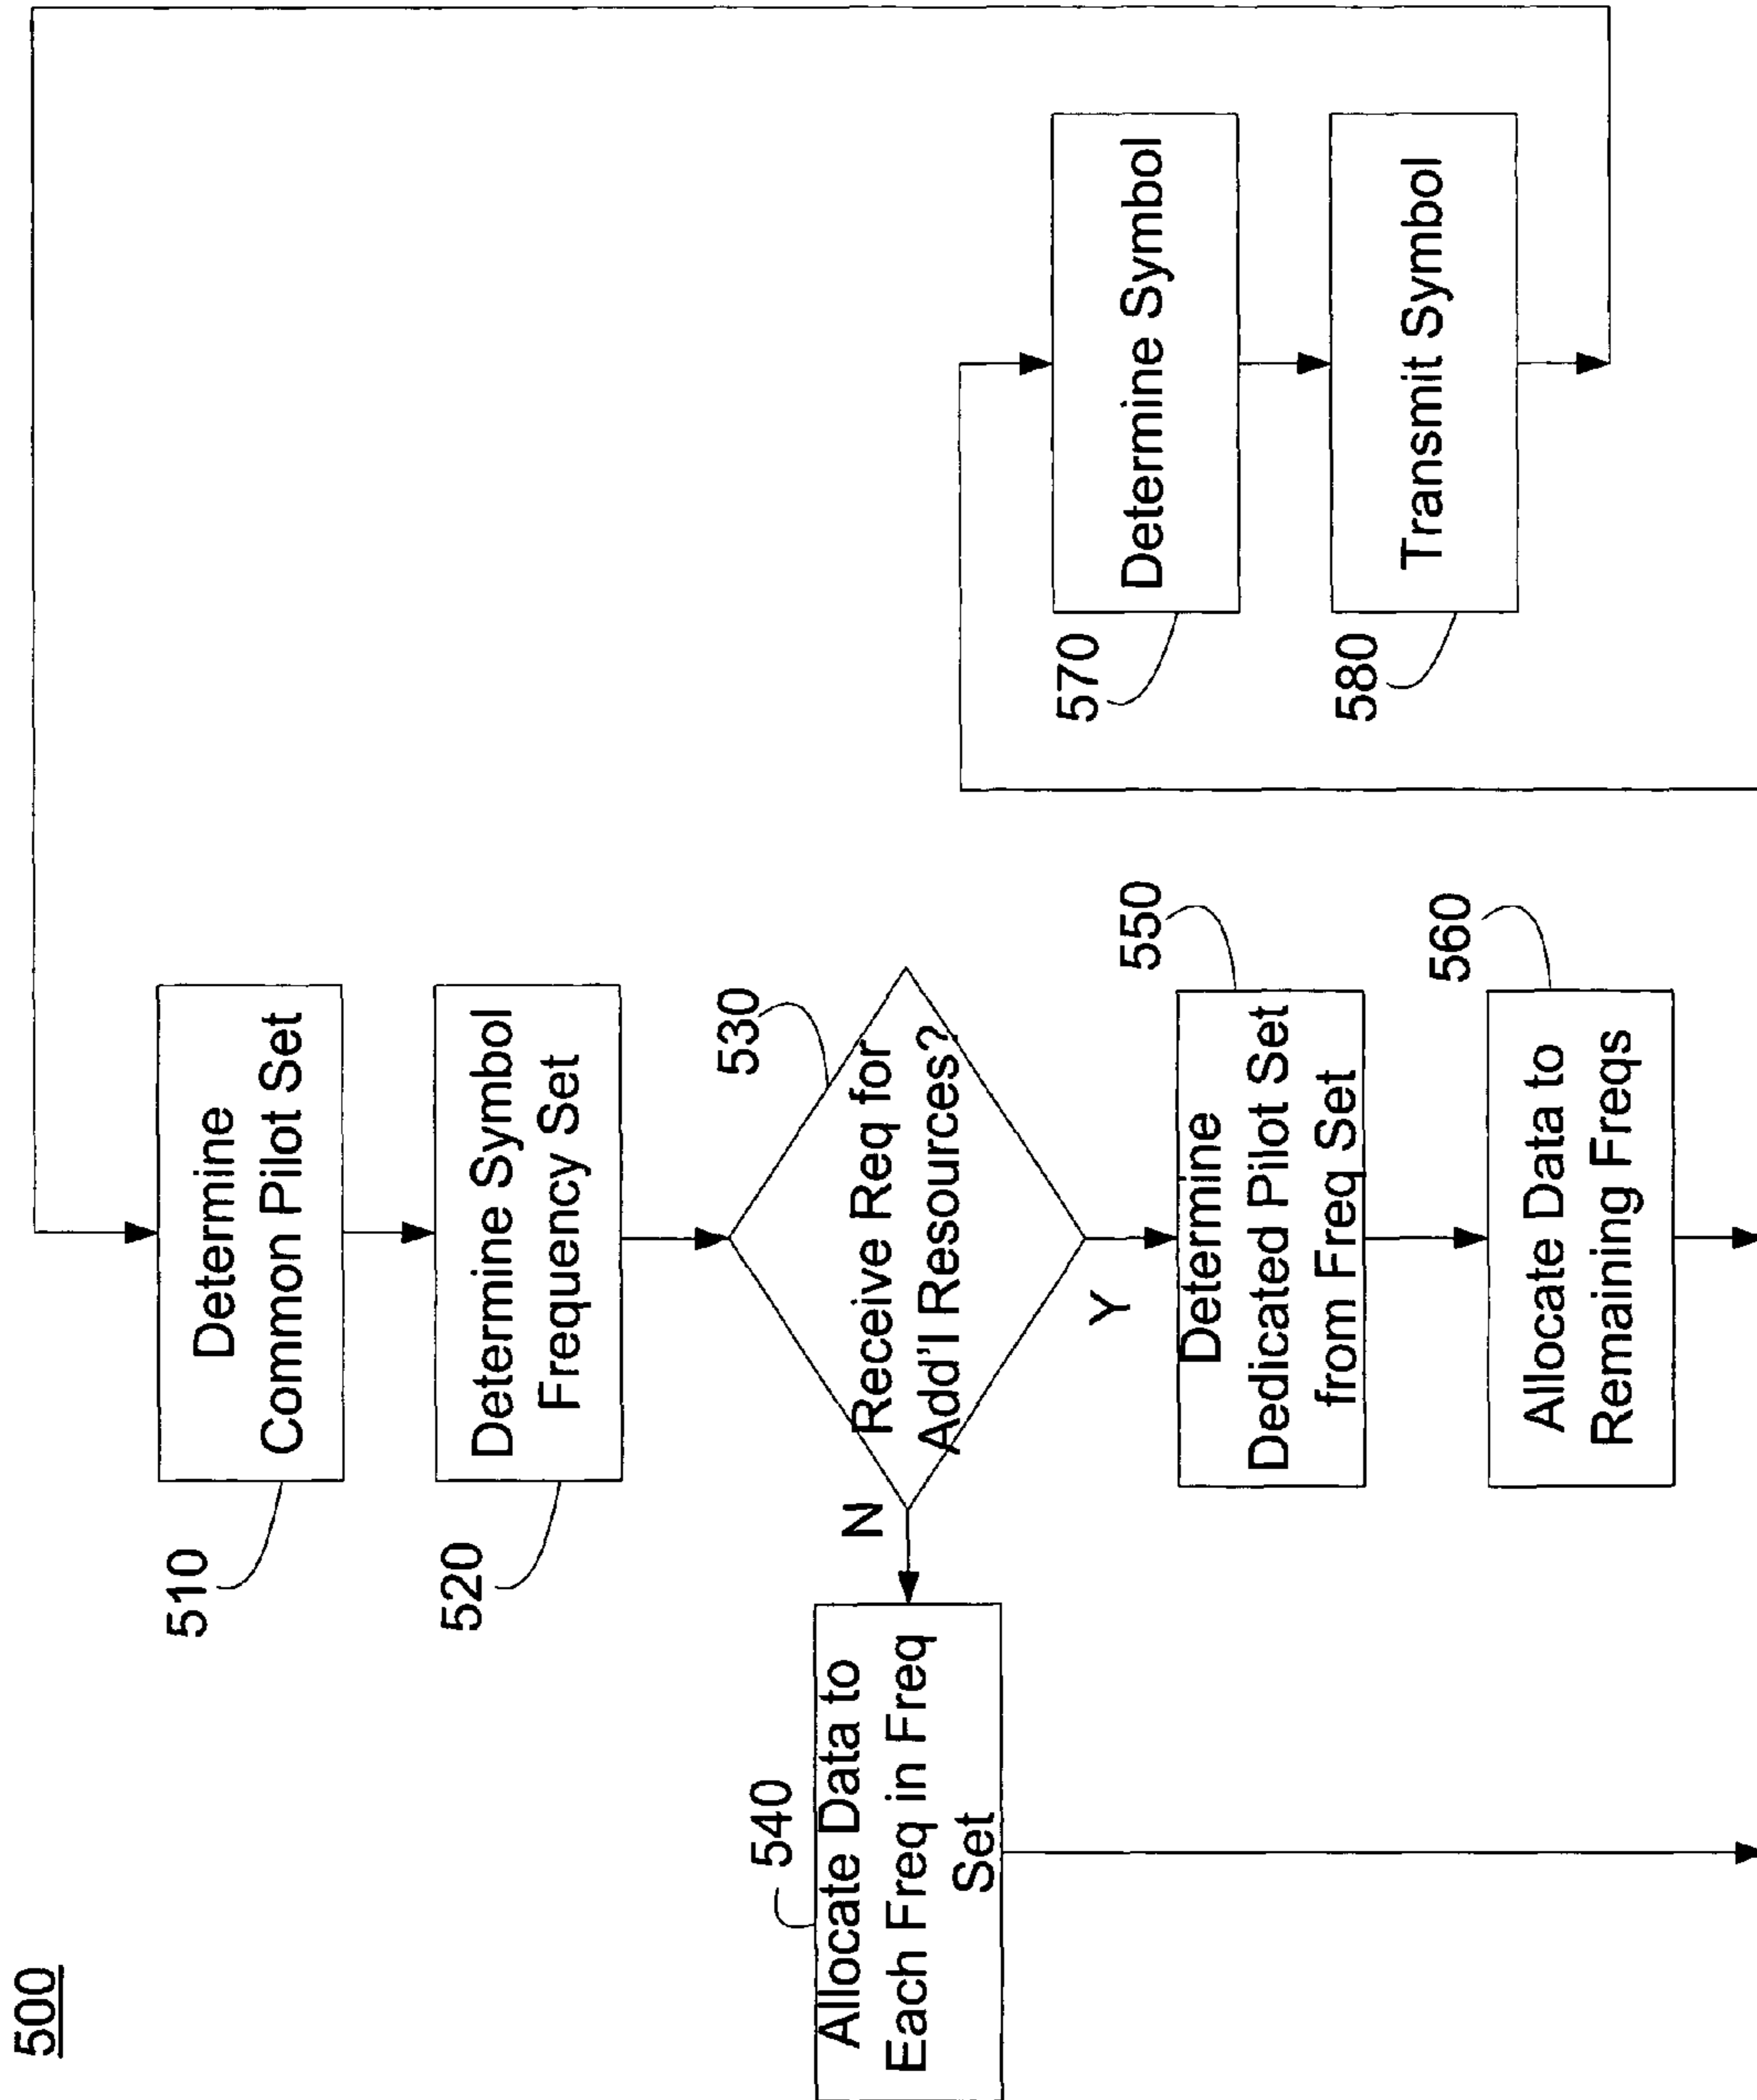 500
510
Determine
Common Pilot Set
520
Determine Symbol
Frequency Set
530
Receive Req for
Add'l Resources?
N
Y
540
Allocate Data to
Each Freq in Freq
Set
550
Determine
Dedicated Pilot Set
from Freq Set
560
Allocate Data to
Remaining Freqs
570
Determine Symbol
580
Transmit Symbol